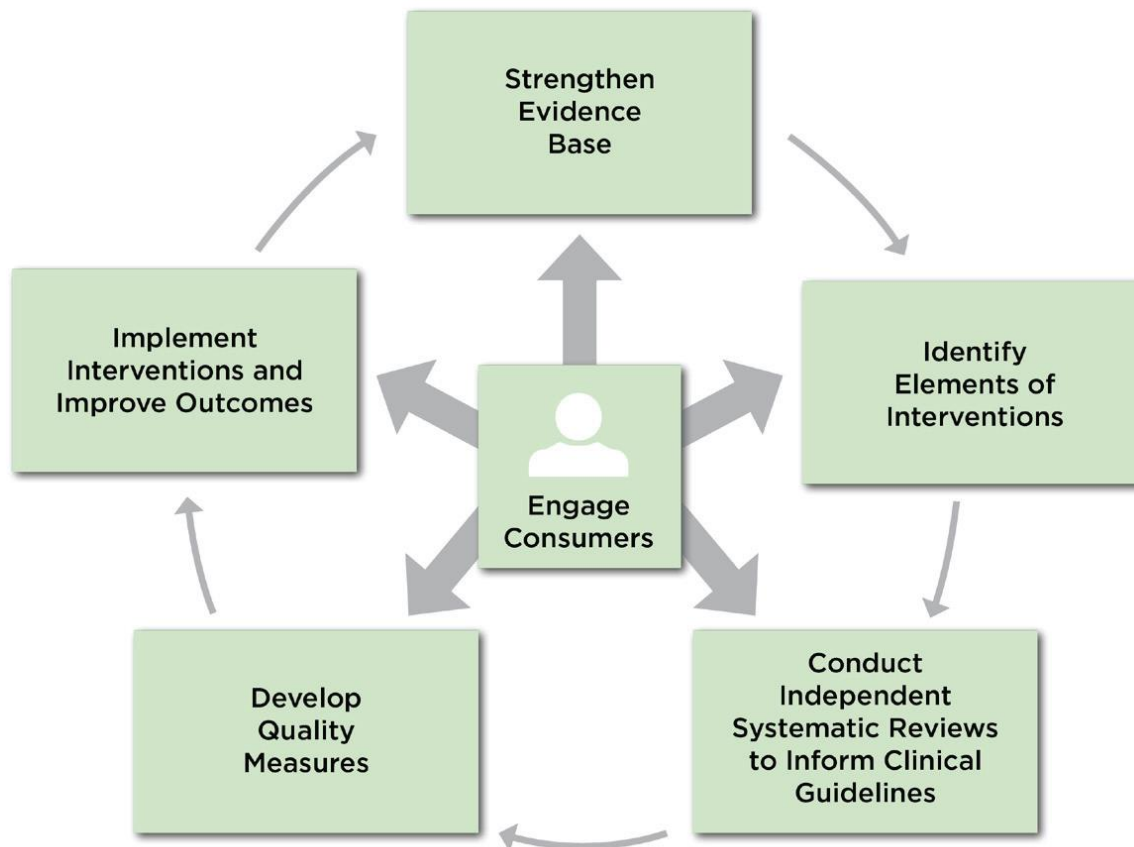 Strengthen
Evidence
Base
Identify
Elements of
Interventions
Conduct
Independent
Systematic Reviews
to Inform Clinical
Guidelines
Develop
Quality
Measures
Implement
Interventions and
Improve Outcomes
Engage
Consumers